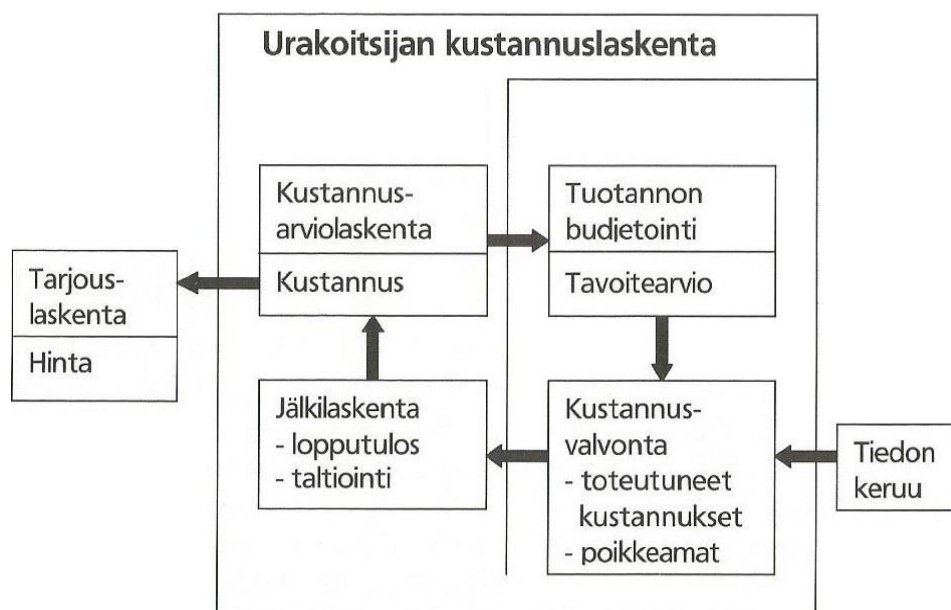 Urakoitsijan kustannuslaskenta
Kustannus-
arviolaskenta
Kustannus
Tuotannon
budjetointi
Tavoitearvio
Tarjous-
laskenta
Hinta
Jälkilaskenta
- lopputulos
- taltiointi
Kustannus-
valvonta
- toteutuneet
kustannukset
- poikkeamat
Tiedon
keruu